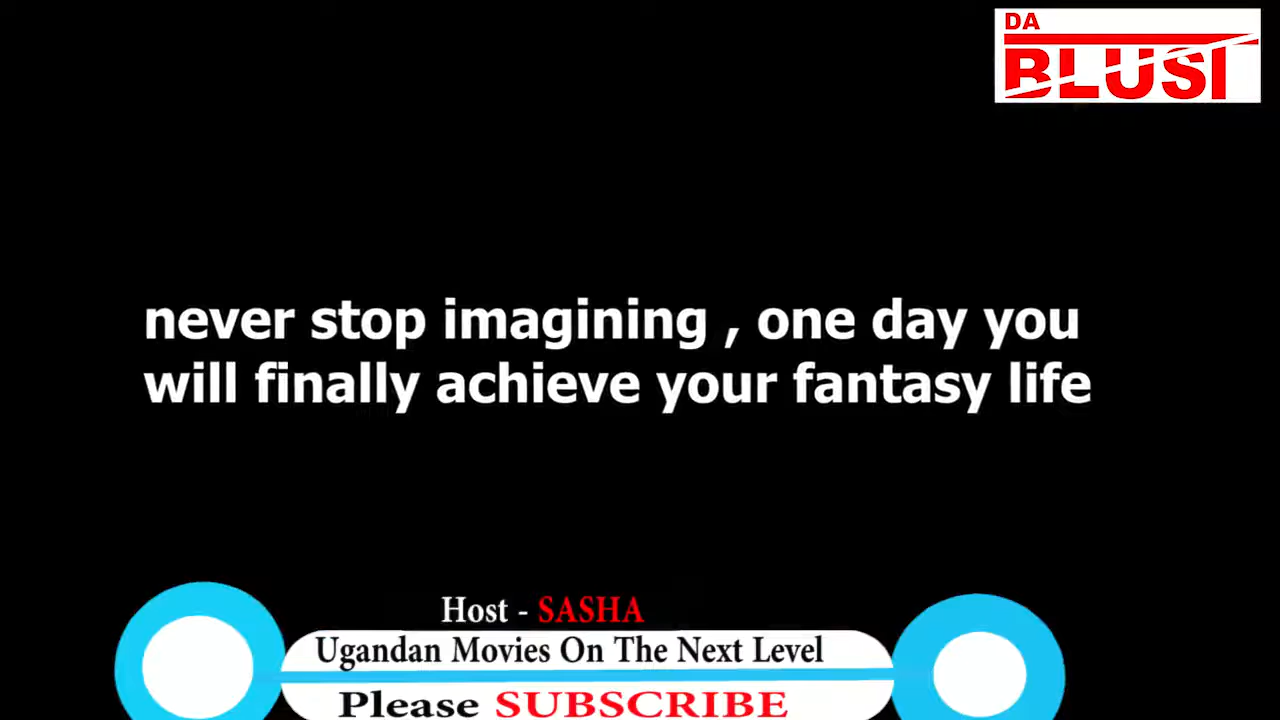 DA
BLUSI
never stop imagining , one day you
will finally achieve your fantasy life
Host - SASHA
Ugandan Movies On The Next Level
Please SUBSCRIBE